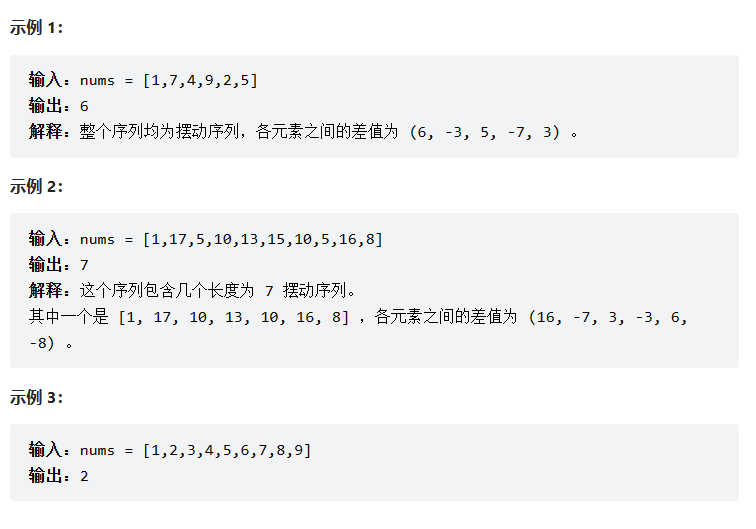 示例 1：
输入：nums = [1,7,4,9,2,5]
输出：6
解释：整个序列均为摆动序列，各元素之间的差值为 (6, -3, 5, -7, 3) 。
示例 2：
输入：nums = [1,17,5,10,13,15,10,5,16,8]
输出：7
解释：这个序列包含几个长度为 7 摆动序列。
其中一个是 [1, 17, 10, 13, 10, 16, 8] ，各元素之间的差值为 (16, -7, 3, -3, 6,
-8) 。
示例 3：
输入：nums = [1,2,3,4,5,6,7,8,9]
输出：2